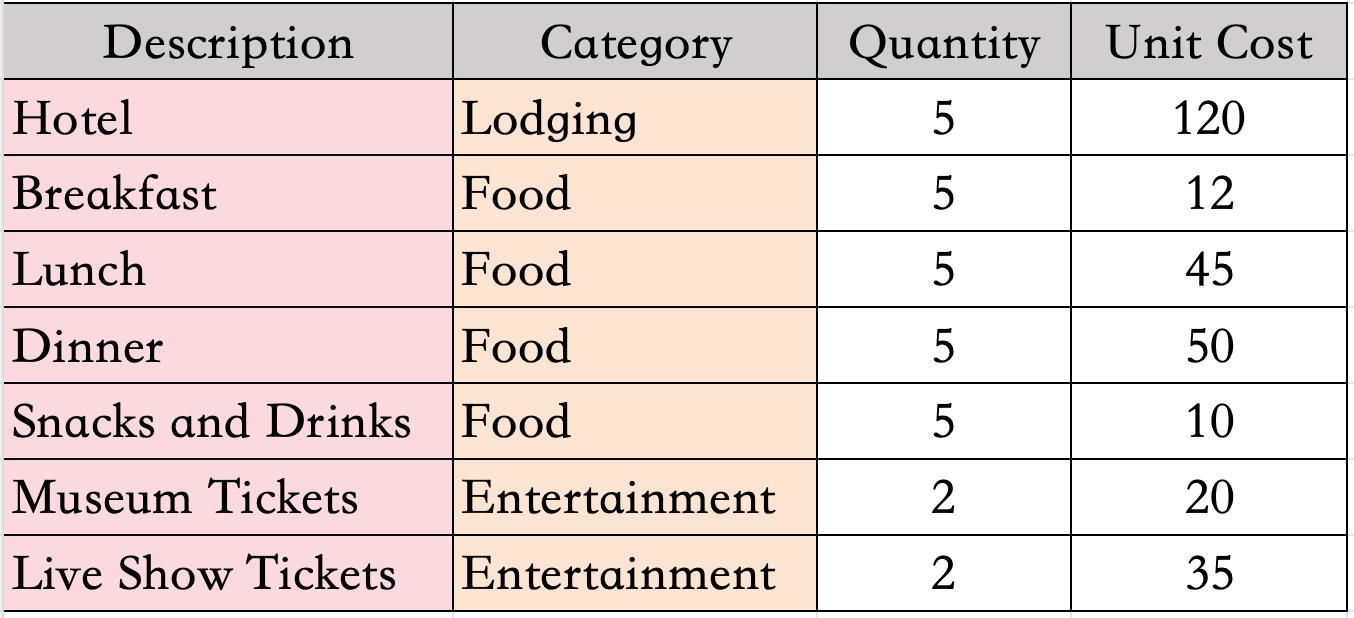 Description Category Quantity Unit Cost
Hotel Lodging 5 120
Breakfast Food 5 12
Lunch Food 5 45
Dinner Food 5 50
Snacks and Drinks Food 5 10
Museum Tickets Entertainment 2 20
Live Show Tickets Entertainment 2 35